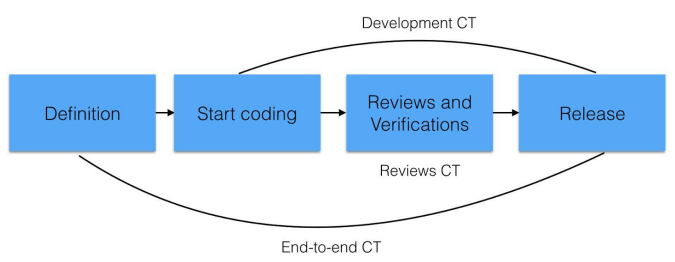 Development CT
Definition
Start coding
Reviews and
Verifications
Release
Reviews CT
End-to-end CT